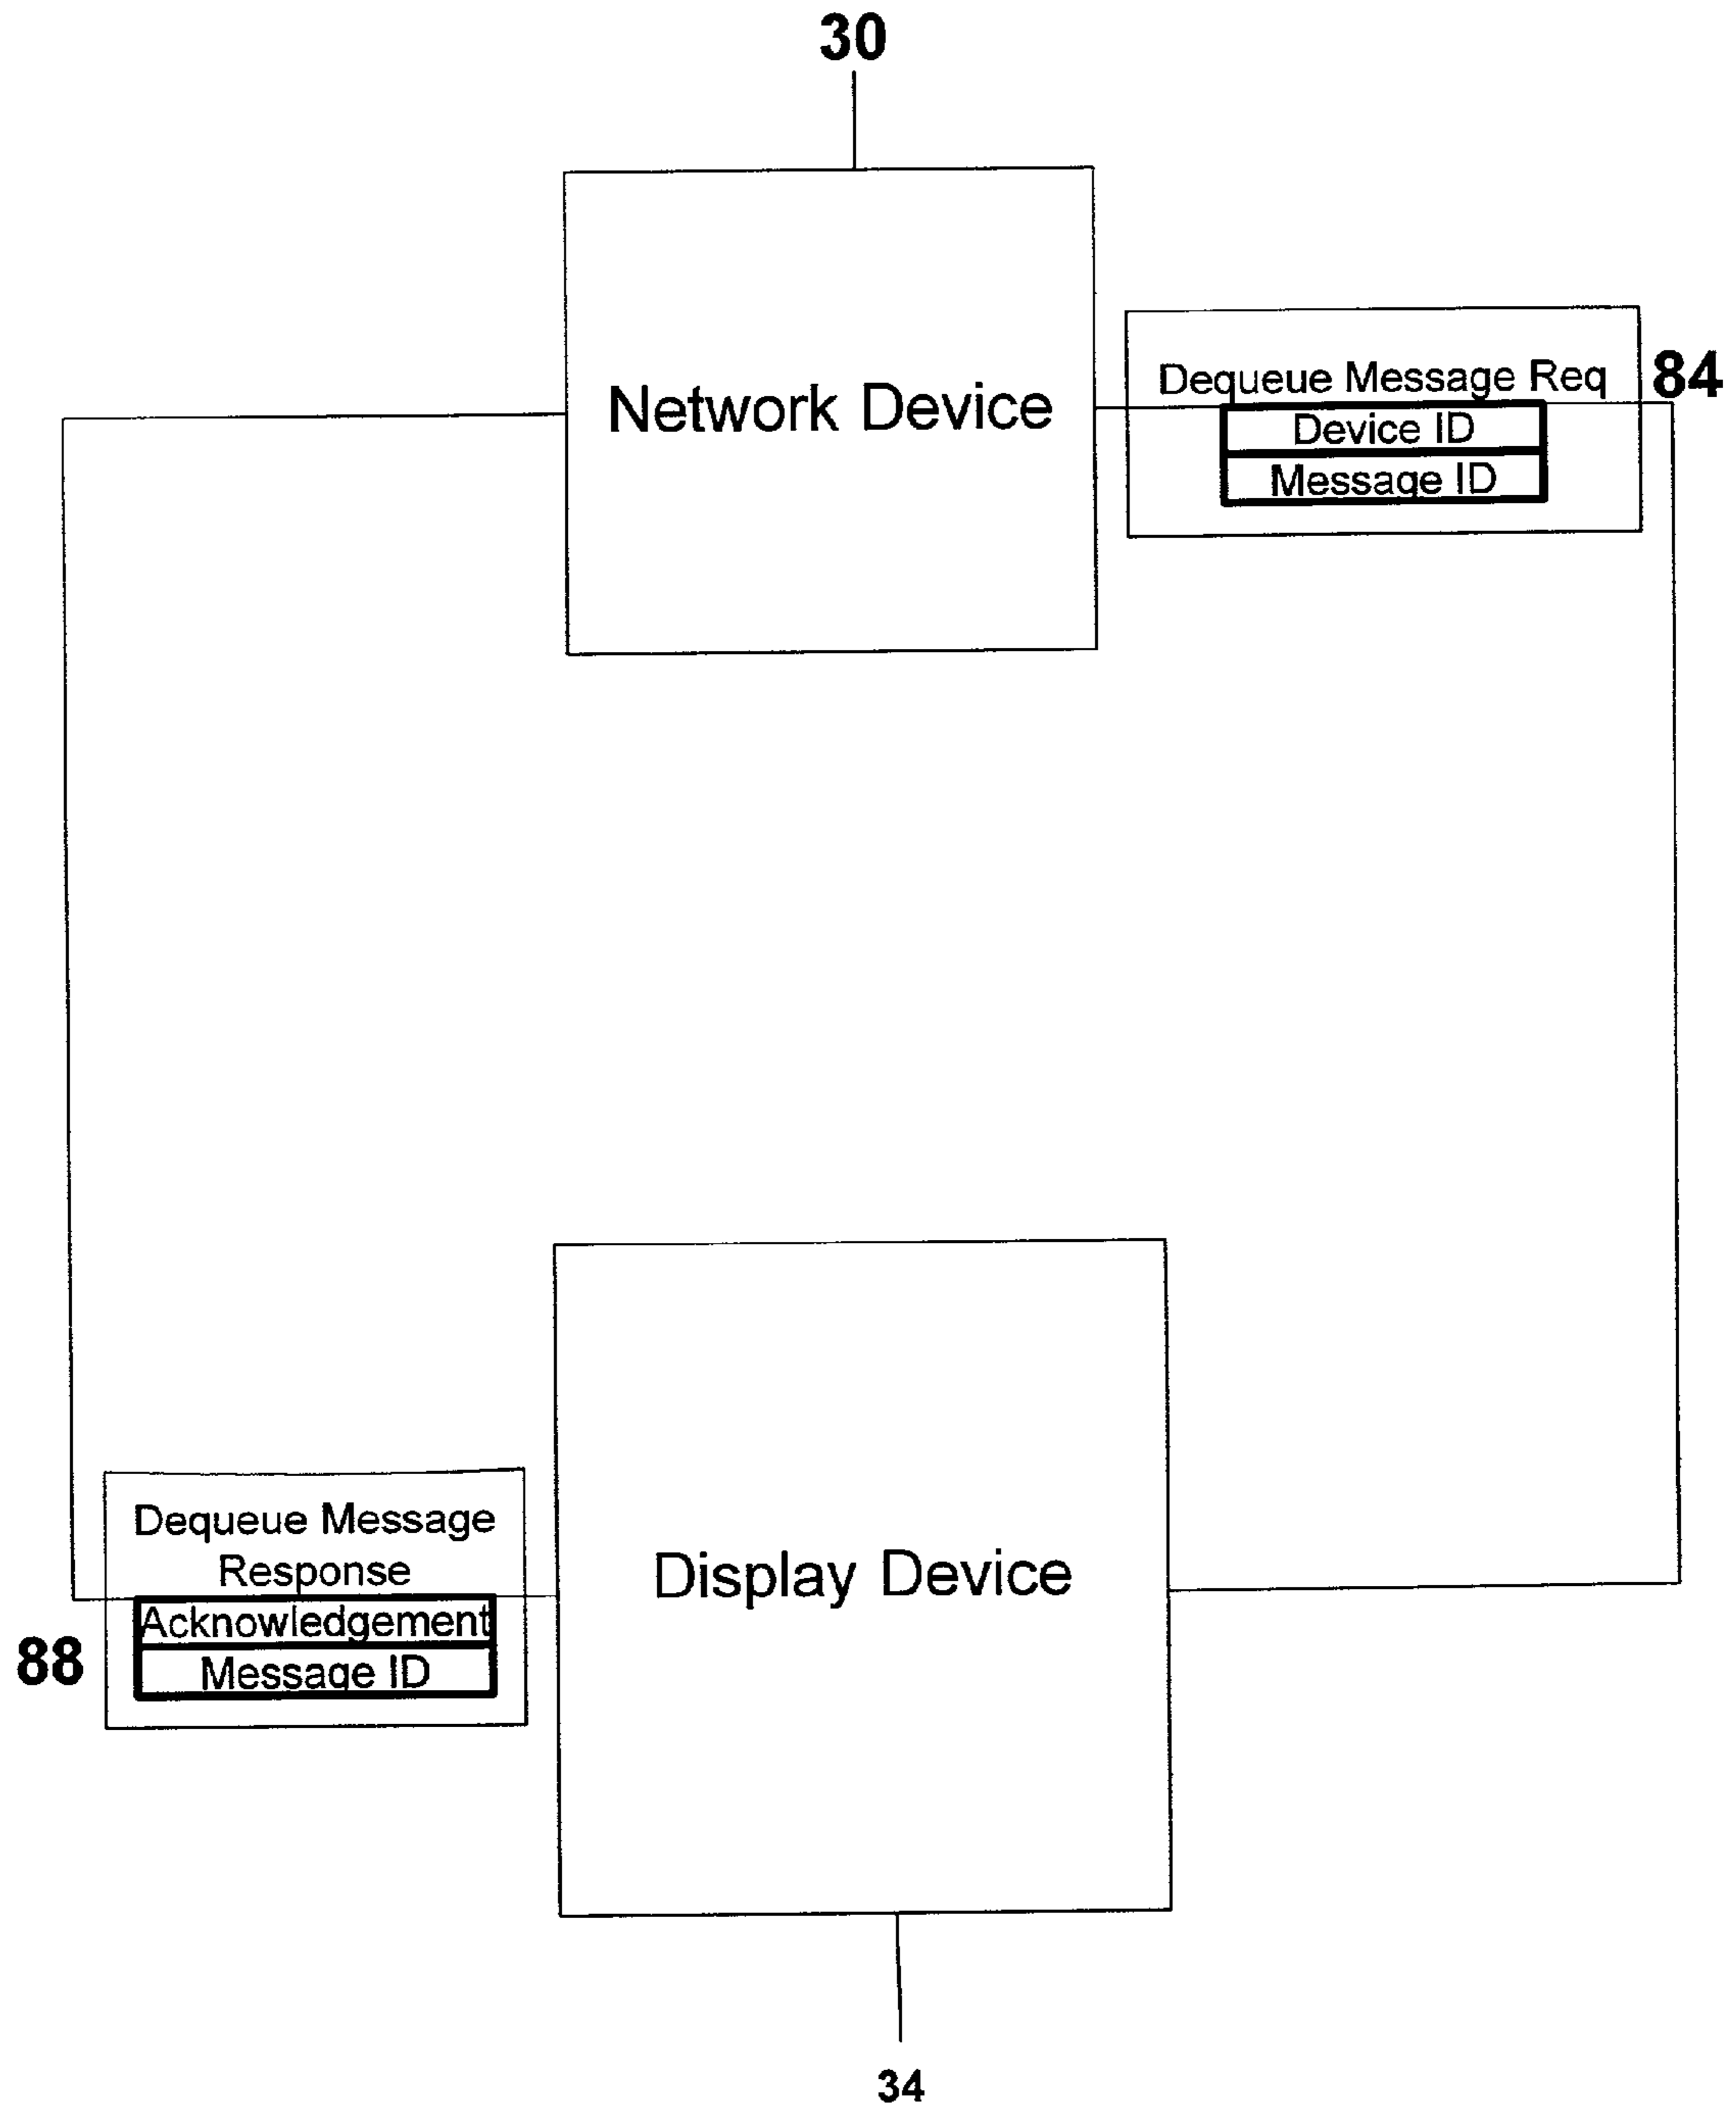 30
Network Device
Dequeue Message Req
84
Device ID
Message ID
Display Device
Dequeue Message
Response
Acknowledgement
88
Message ID
34